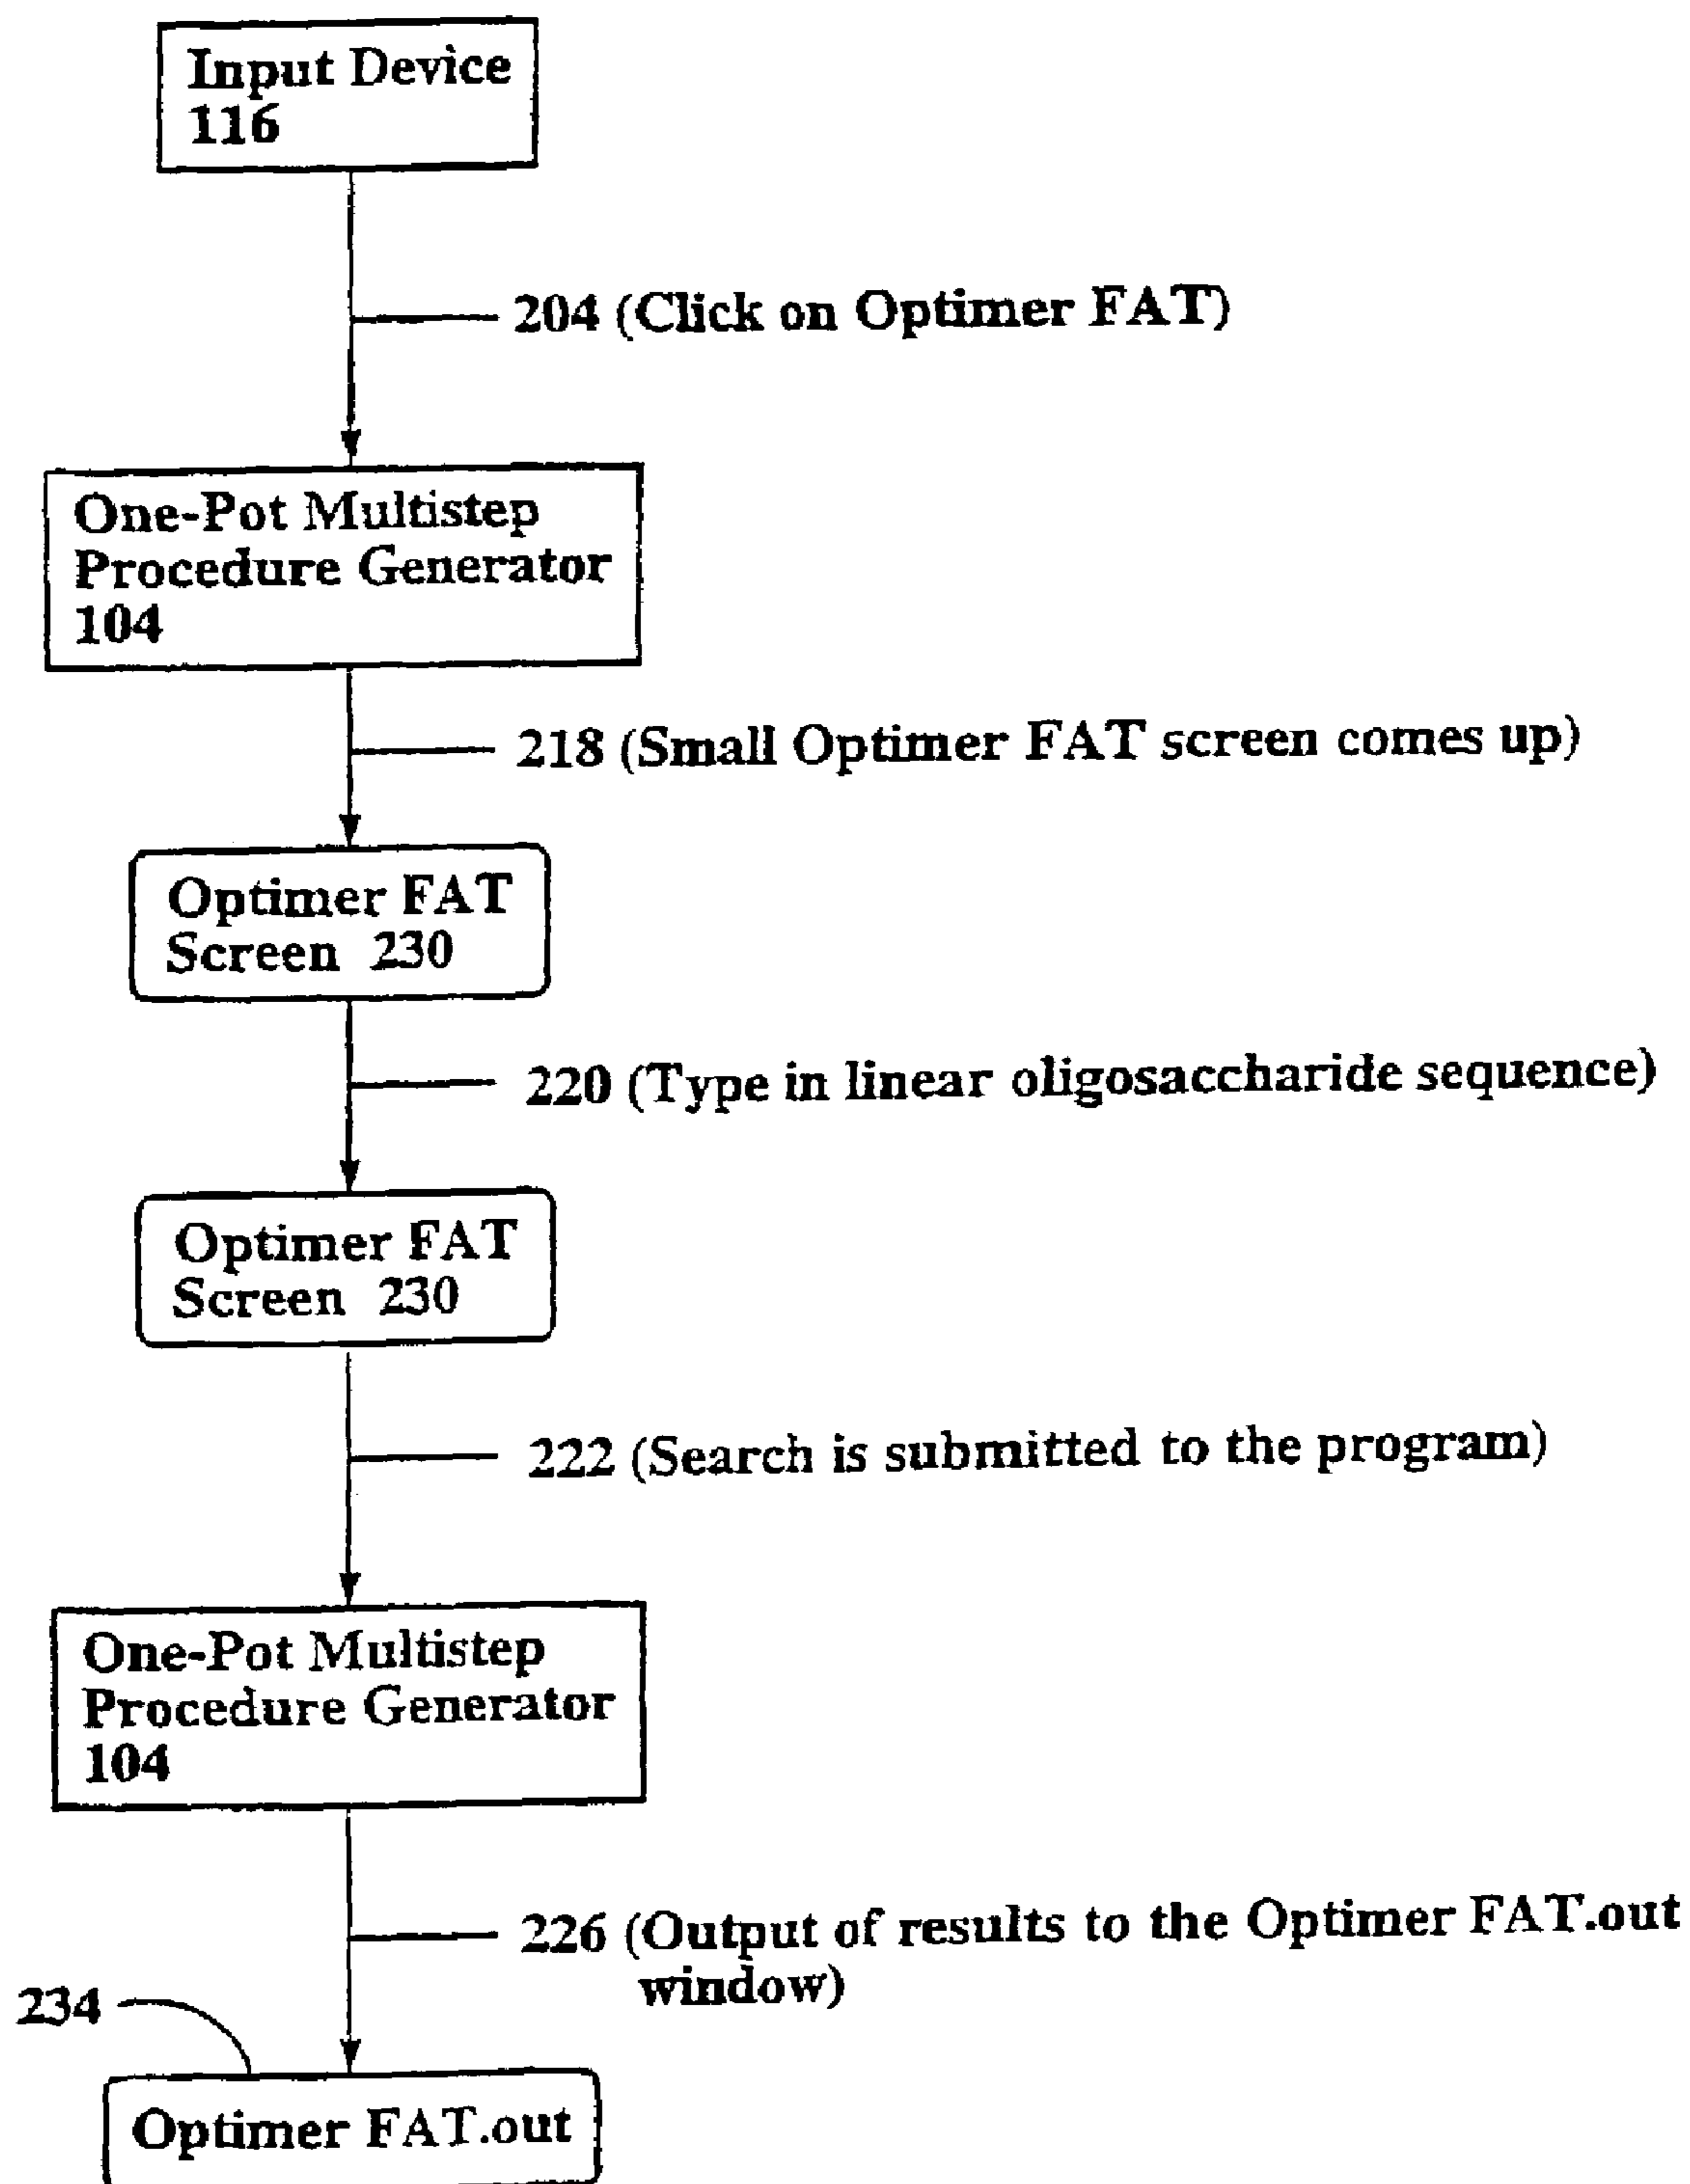 Input Device
116
204 (Click on Optimer FAT)
One-Pot Multistep
Procedure Generator
104
218 (Small Optimer FAT screen comes up)
Optimer FAT
Screen 230
220 (Type in linear oligosaccharide sequence)
Optimer FAT
Screen 230
222 (Search is submitted to the program)
One-Pot Multistep
Procedure Generator
104
226 (Output of results to the Optimer FAT.out
window)
234
Optimer FAT.out